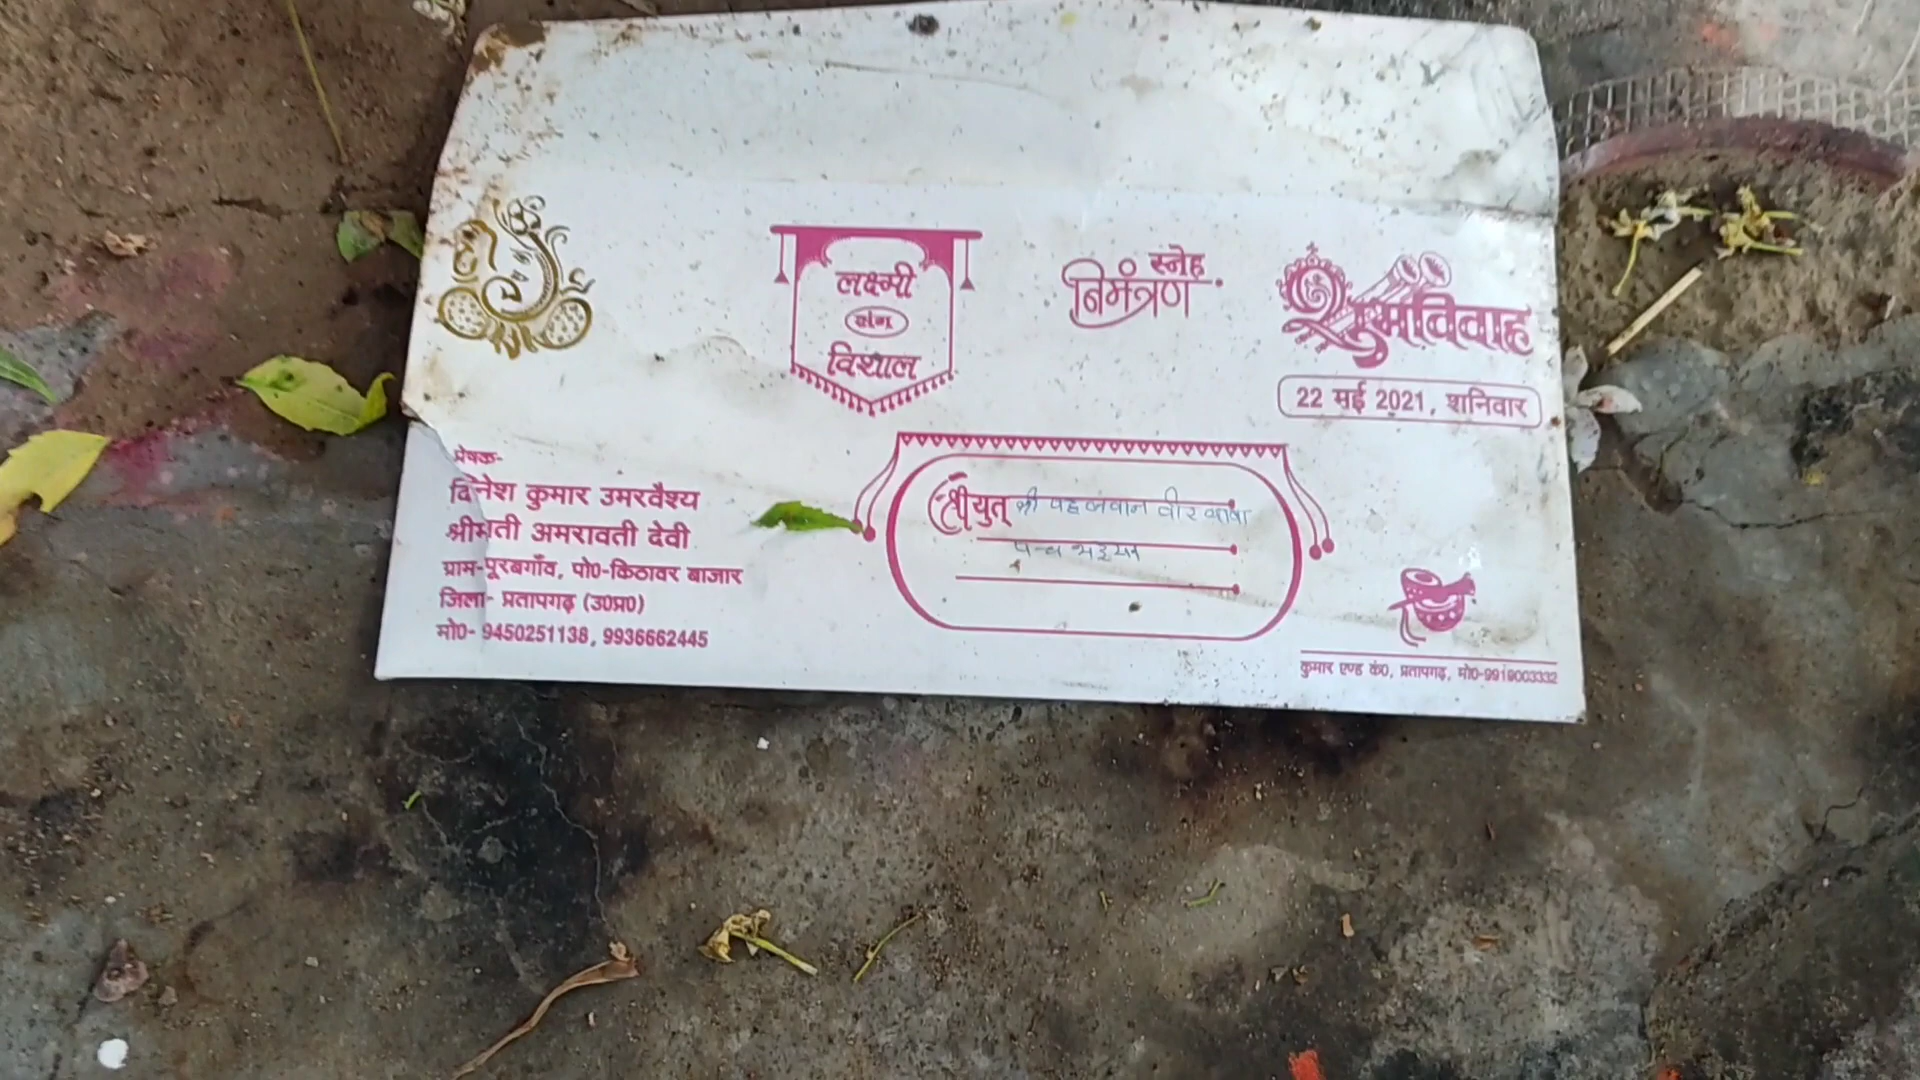 लक्ष्मी
संग
विशाल
स्नेह
निमंत्रण
शुभविवाह
22 मई 2021, शनिवार
प्रेषक-
दिनेश कुमार उमरवैश्य
श्रीमती अमरावती देवी
ग्राम-पूरबगाँव, पो0-किठावर बाजार
जिला- प्रतापगढ़ (उ0प्र0)
मो0- 9450251138, 9936662445
श्रीयुत् श्री पहलवान वीर बाबा
कुमार एण्ड कं0, प्रतापगढ़, मो0-9919003332